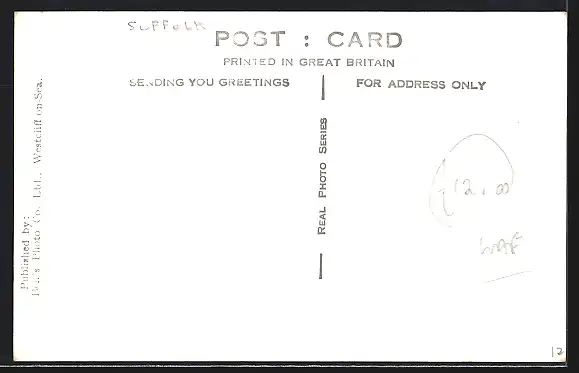 SUFFOLK
POST : CARD
PRINTED IN GREAT BRITAIN
SENDING YOU GREETINGS
FOR ADDRESS ONLY
REAL PHOTO SERIES
Published by:
Photo Co. Ltd., Westcliff-on-Sea.
£12.00
12